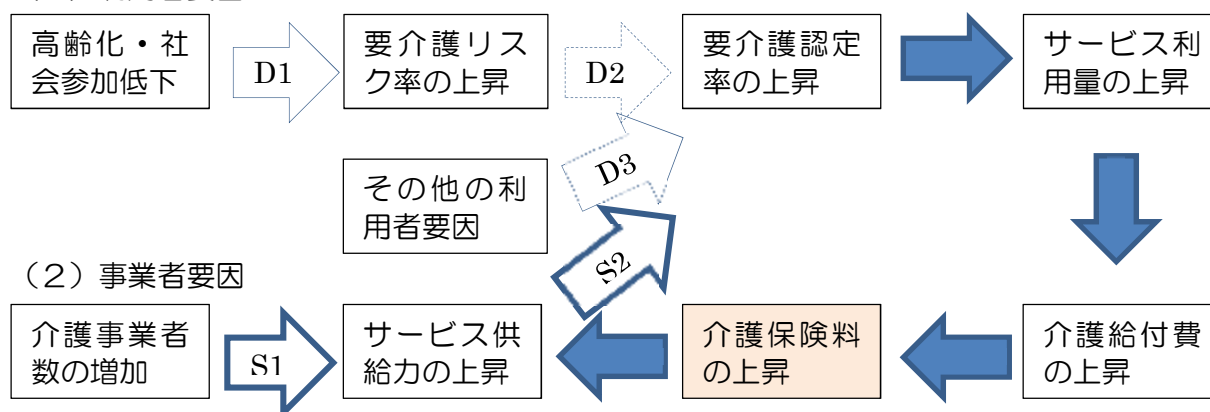 高齢化・社
会参加低下
D1
要介護リス
ク率の上昇
D2
要介護認定
率の上昇
サービス利
用量の上昇
その他の利
用者要因
D3
S2
(2)事業者要因
介護事業者
数の増加
S1
サービス供
給力の上昇
介護保険料
の上昇
介護給付費
の上昇